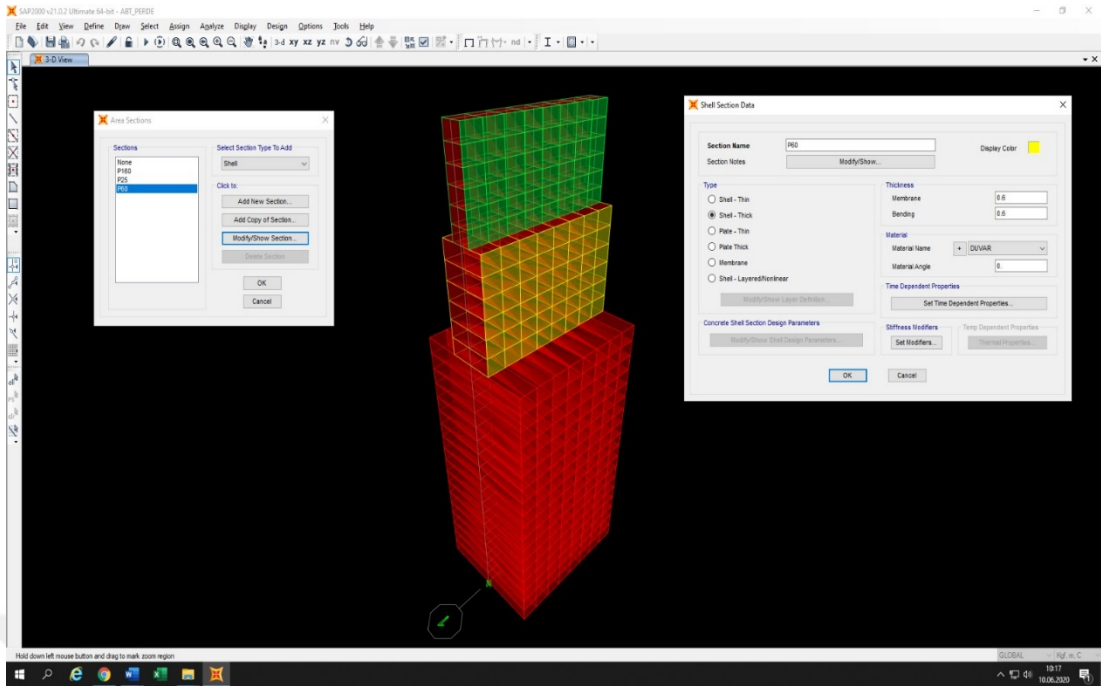 SAP2000 v21.0.2 Ultimate 64-bit - ABT_PERDE
File Edit View Define Draw Select Assign Analyze Display Design Options Tools Help
3-d xy xz yz nv nd
3-D View
Area Sections
Sections
None
P160
P25
P60
Select Section Type To Add
Shell
Click to:
Add New Section...
Add Copy of Section...
Modify/Show Section...
Delete Section
OK
Cancel
Shell Section Data
Section Name P60 Display Color
Section Notes Modify/Show...
Type
Shell - Thin
Shell - Thick
Plate - Thin
Plate Thick
Membrane
Shell - Layered/Nonlinear
Modify/Show Layer Definition...
Concrete Shell Section Design Parameters
Modify/Show Shell Design Parameters...
Thickness
Membrane 0.6
Bending 0.6
Material
Material Name + DUVAR
Material Angle 0.
Time Dependent Properties
Set Time Dependent Properties...
Stiffness Modifiers
Set Modifiers...
Temp Dependent Properties
Thermal Properties...
OK Cancel
Hold down left mouse button and drag to mark zoom region
GLOBAL Kgf, m, C
10:17
10.06.2020